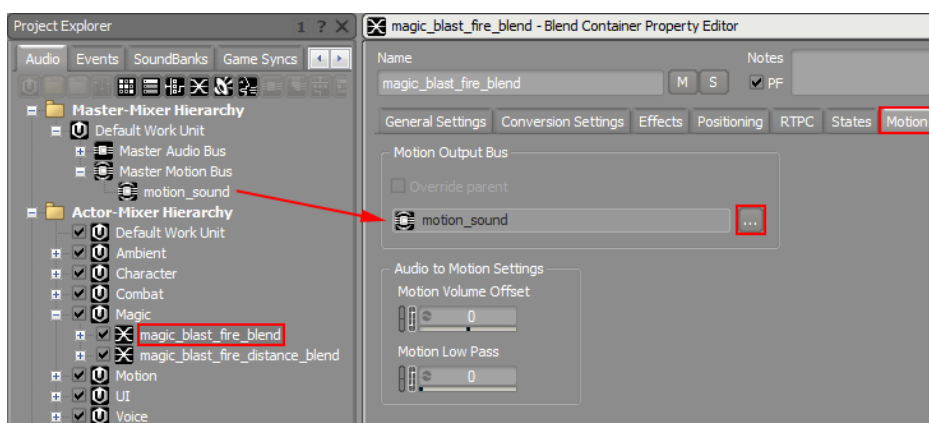 Project Explorer
1 ? X
Audio Events SoundBanks Game Syncs
Master-Mixer Hierarchy
Default Work Unit
Master Audio Bus
Master Motion Bus
motion_sound
Actor-Mixer Hierarchy
Default Work Unit
Ambient
Character
Combat
Magic
magic_blast_fire_blend
magic_blast_fire_distance_blend
Motion
UI
Voice
magic_blast_fire_blend - Blend Container Property Editor
Name
Notes
magic_blast_fire_blend
M S
PF
General Settings Conversion Settings Effects Positioning RTPC States Motion
Motion Output Bus
Override parent
motion_sound
...
Audio to Motion Settings
Motion Volume Offset
0
Motion Low Pass
0